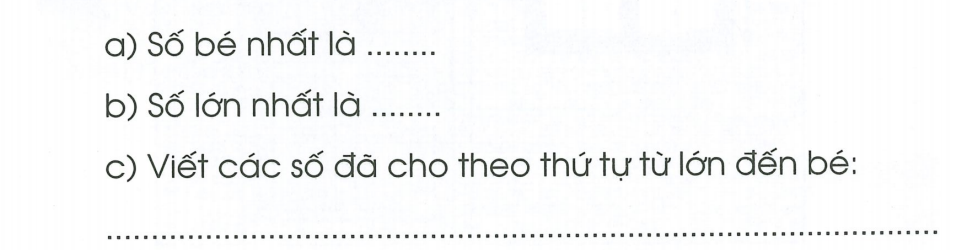 a) Số bé nhất là ........
b) Số lớn nhất là ........
c) Viết các số đã cho theo thứ tự từ lớn đến bé:
................................................................................................